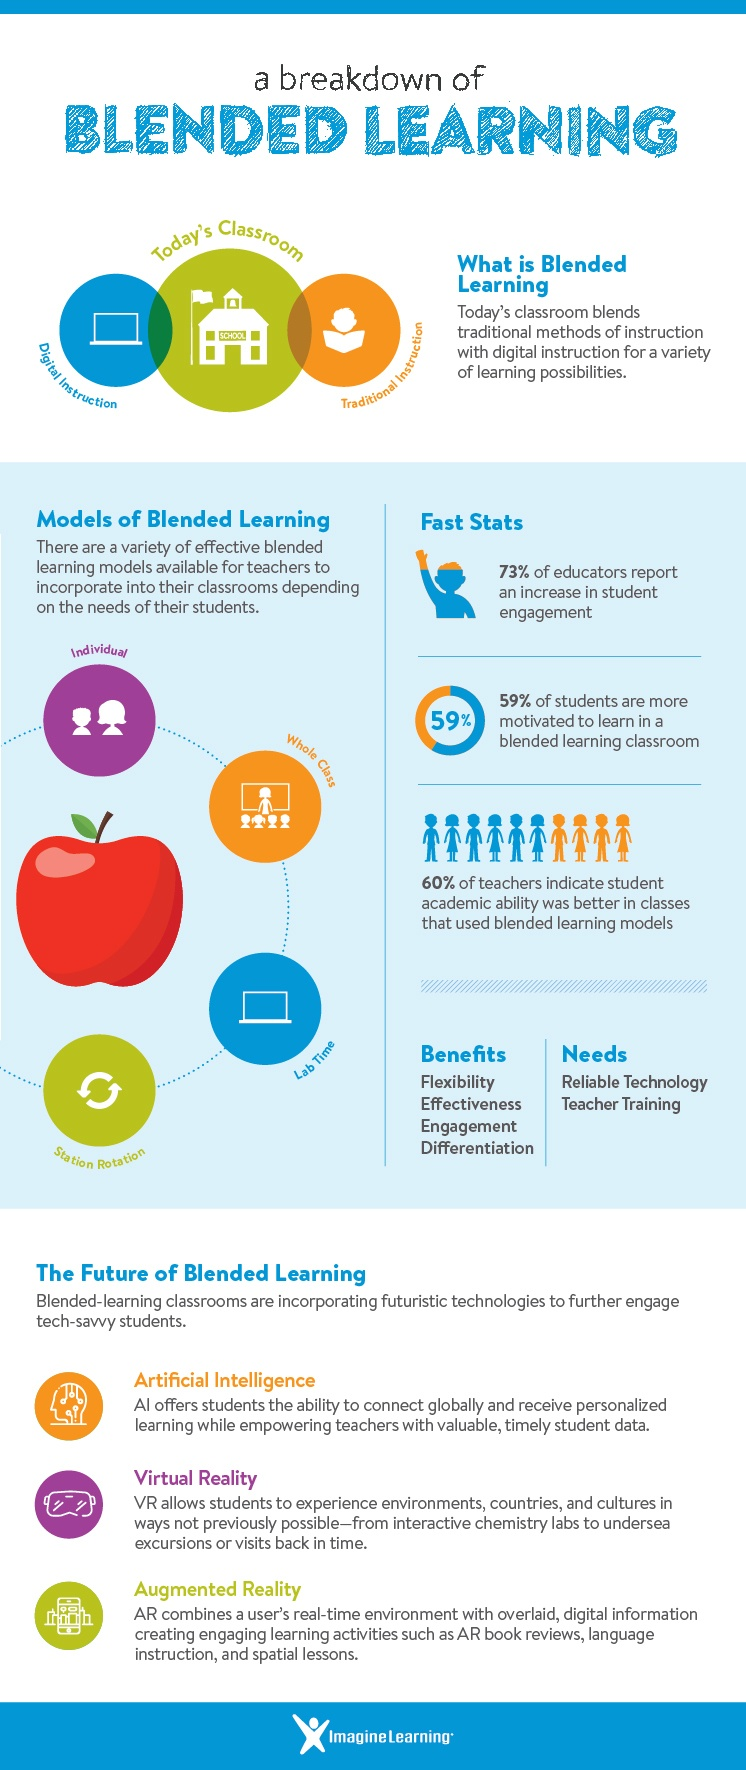 a breakdown of
BLENDED LEARNING
Today's Classroom
SCHOOL
Digital Instruction
Traditional Instruction
What is Blended
Learning
Today's classroom blends
traditional methods of instruction
with digital instruction for a variety
of learning possibilities.
Models of Blended Learning
There are a variety of effective blended
learning models available for teachers to
incorporate into their classrooms depending
on the needs of their students.
Individual
Whole Class
Lab Time
Station Rotation
Fast Stats
73% of educators report
an increase in student
engagement
59%
59% of students are more
motivated to learn in a
blended learning classroom
60% of teachers indicate student
academic ability was better in classes
that used blended learning models
Benefits
Flexibility
Effectiveness
Engagement
Differentiation
Needs
Reliable Technology
Teacher Training
The Future of Blended Learning
Blended-learning classrooms are incorporating futuristic technologies to further engage
tech-savvy students.
Artificial Intelligence
AI offers students the ability to connect globally and receive personalized
learning while empowering teachers with valuable, timely student data.
Virtual Reality
VR allows students to experience environments, countries, and cultures in
ways not previously possible—from interactive chemistry labs to undersea
excursions or visits back in time.
Augmented Reality
AR combines a user's real-time environment with overlaid, digital information
creating engaging learning activities such as AR book reviews, language
instruction, and spatial lessons.
ImagineLearning